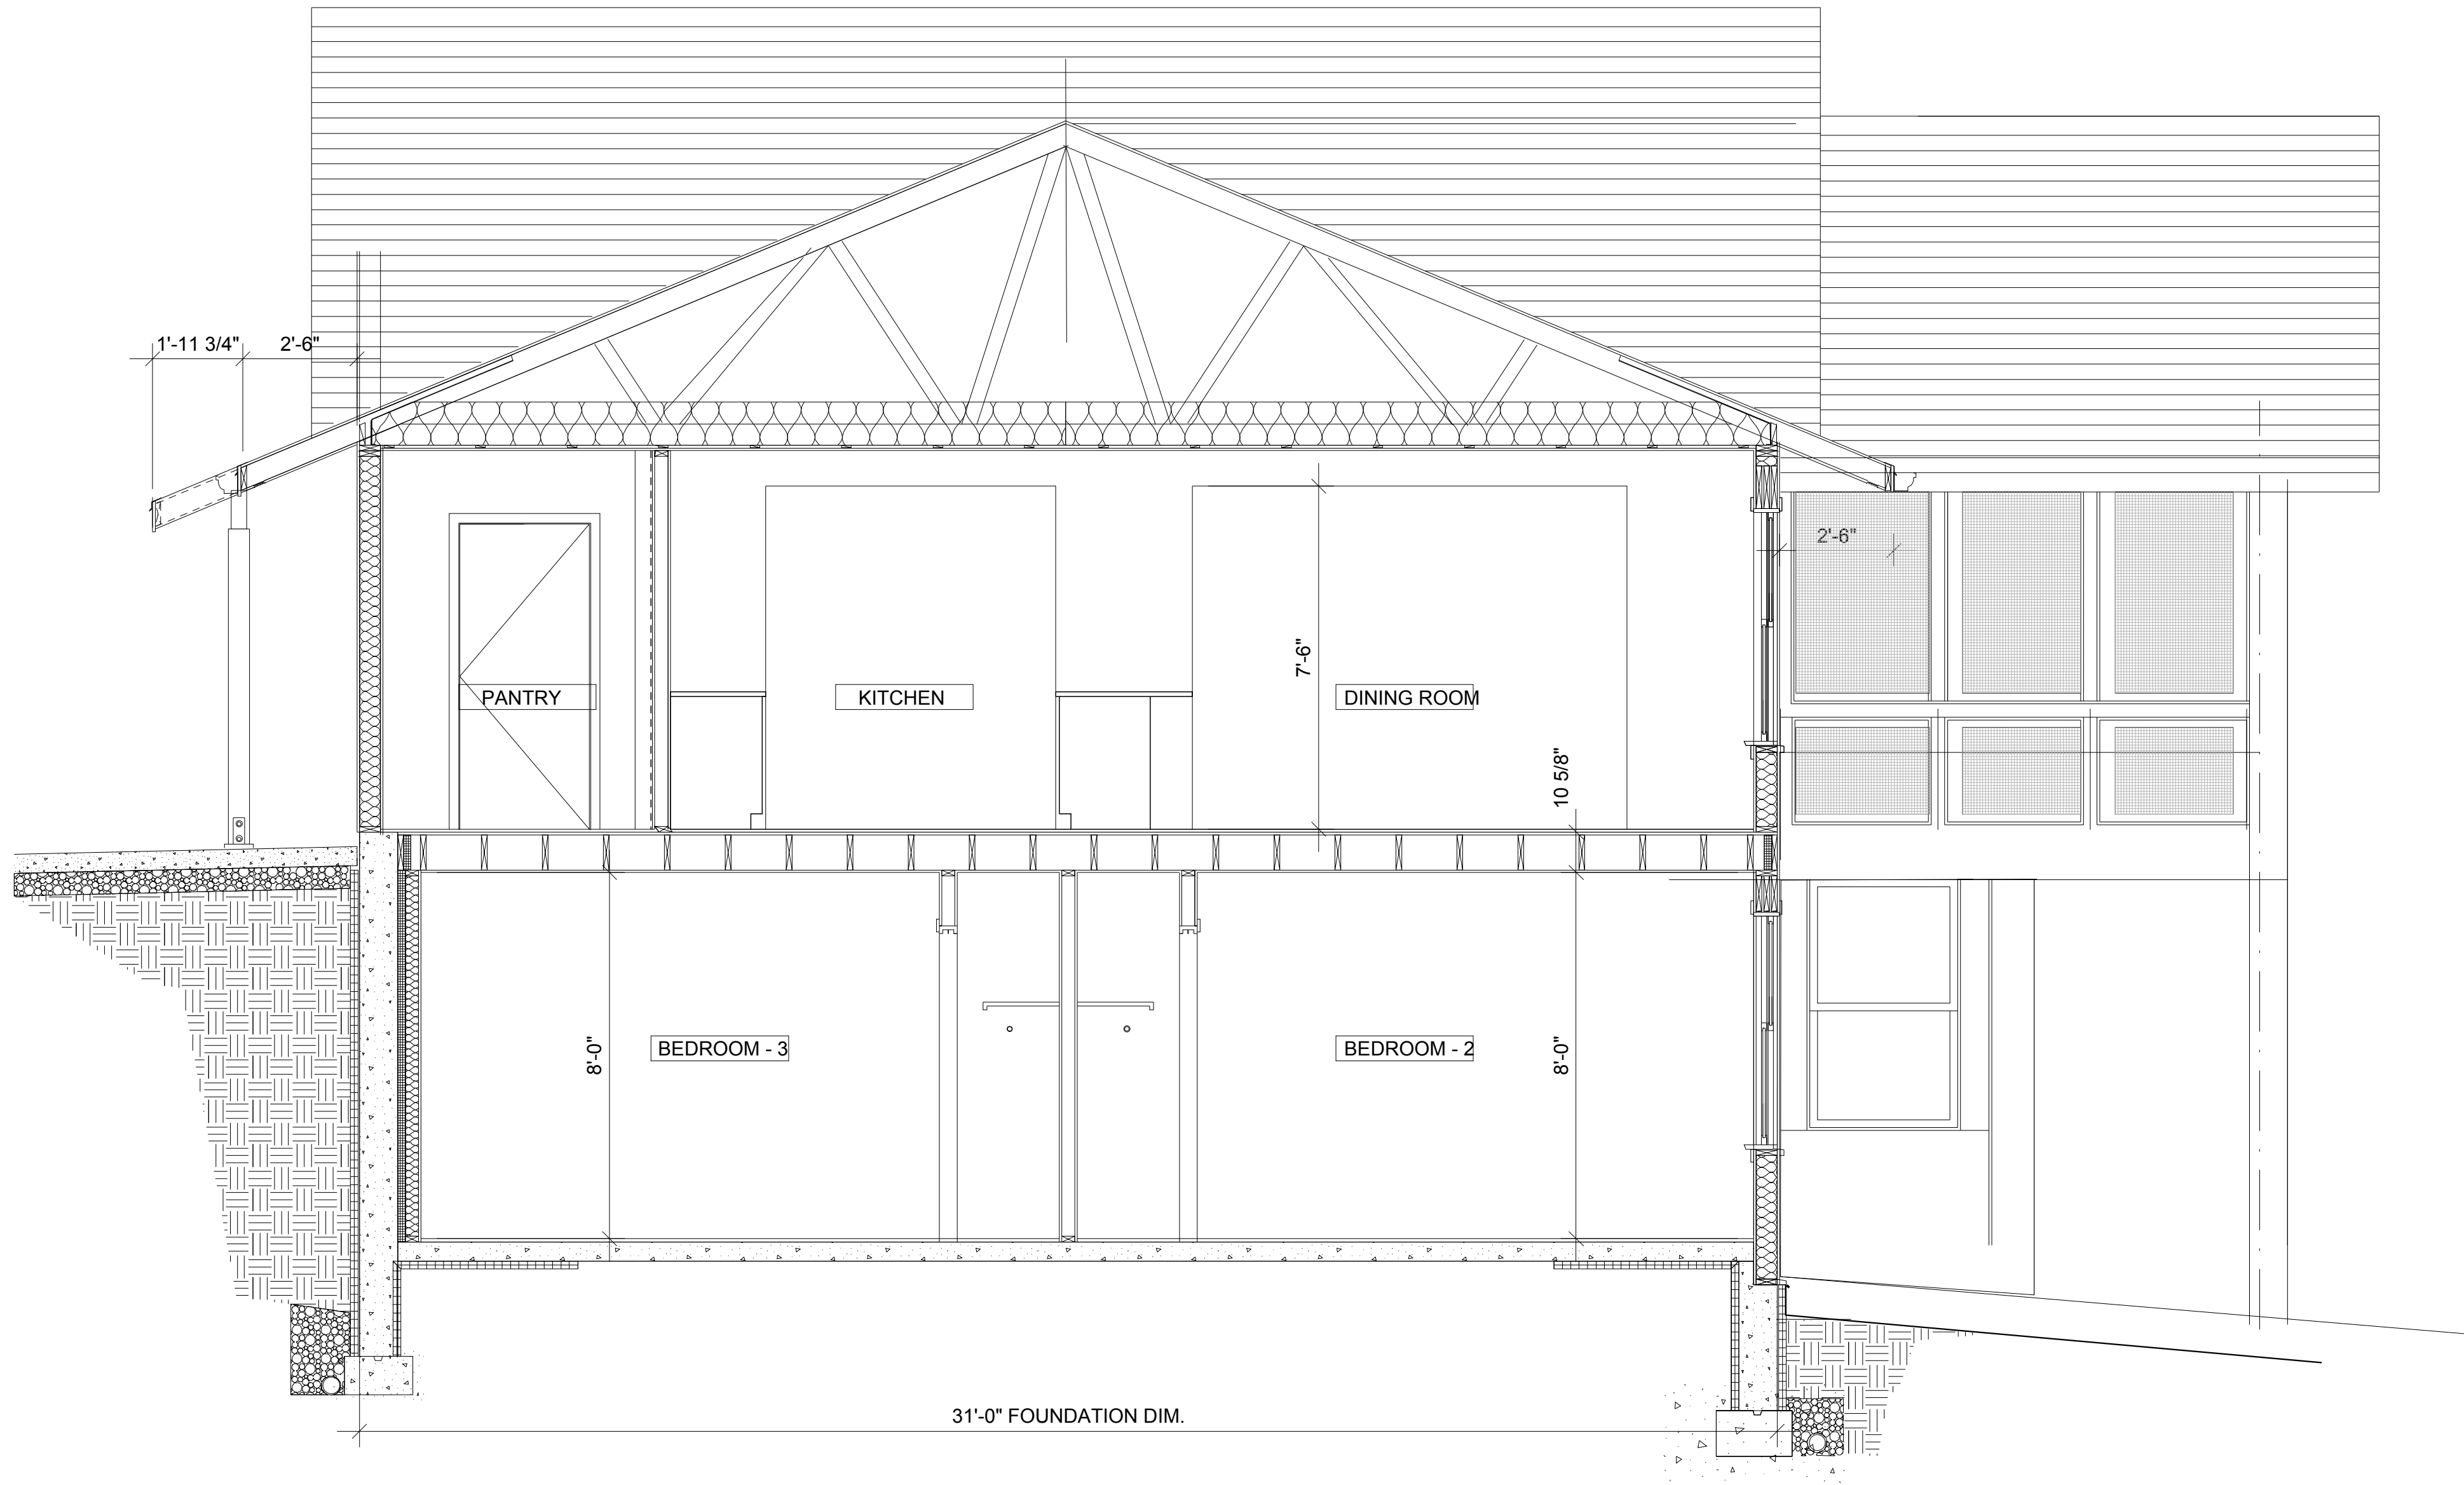 1'-11 3/4"
2'-6"
2'-6"
7'-6"
PANTRY
KITCHEN
DINING ROOM
10 5/8"
8'-0"
BEDROOM - 3
BEDROOM - 2
8'-0"
31'-0" FOUNDATION DIM.